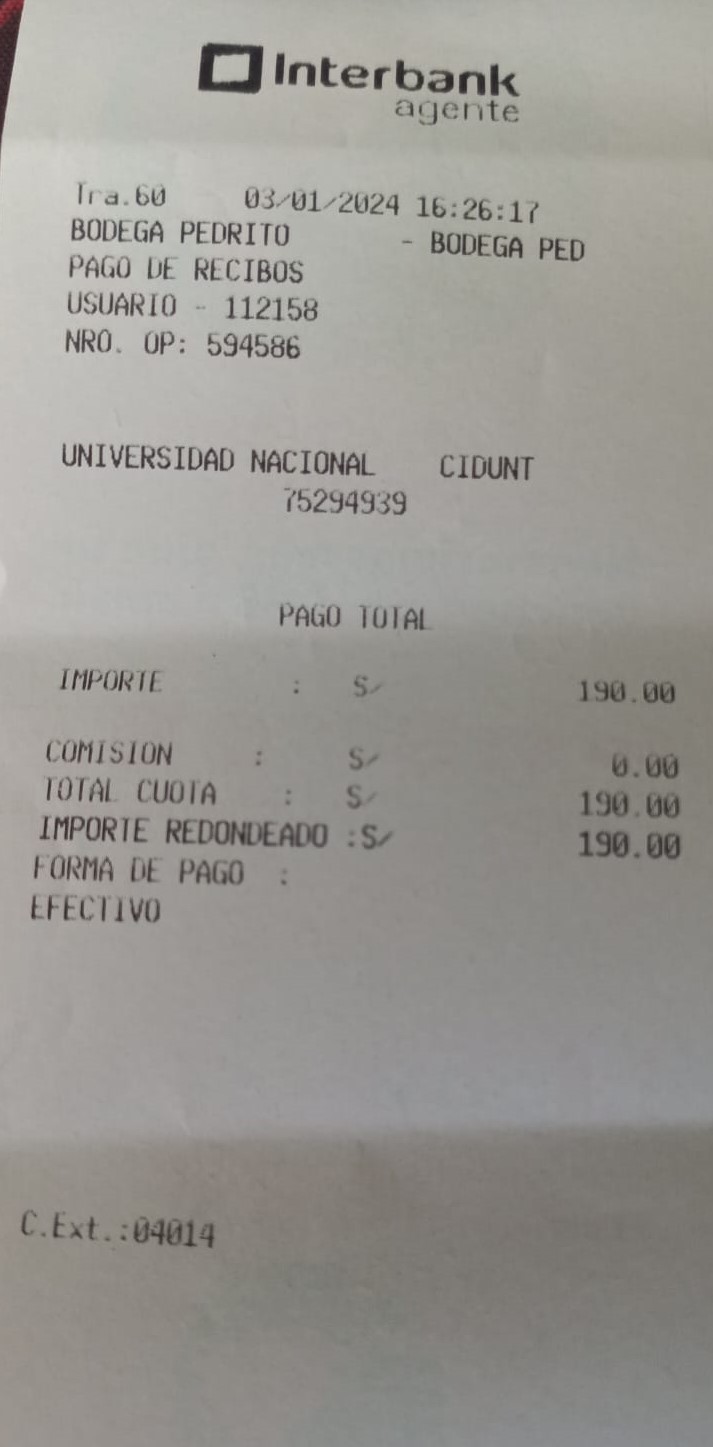 Interbank
agente
Tra.60 03/01/2024 16:26:17
BODEGA PEDRITO - BODEGA PED
PAGO DE RECIBOS
USUARIO - 112158
NRO. OP: 594586
UNIVERSIDAD NACIONAL CIDUNT
75294939
PAGO TOTAL
IMPORTE : S/ 190.00
COMISION : S/ 0.00
TOTAL CUOTA : S/ 190.00
IMPORTE REDONDEADO :S/ 190.00
FORMA DE PAGO :
EFECTIVO
C.Ext.:04014